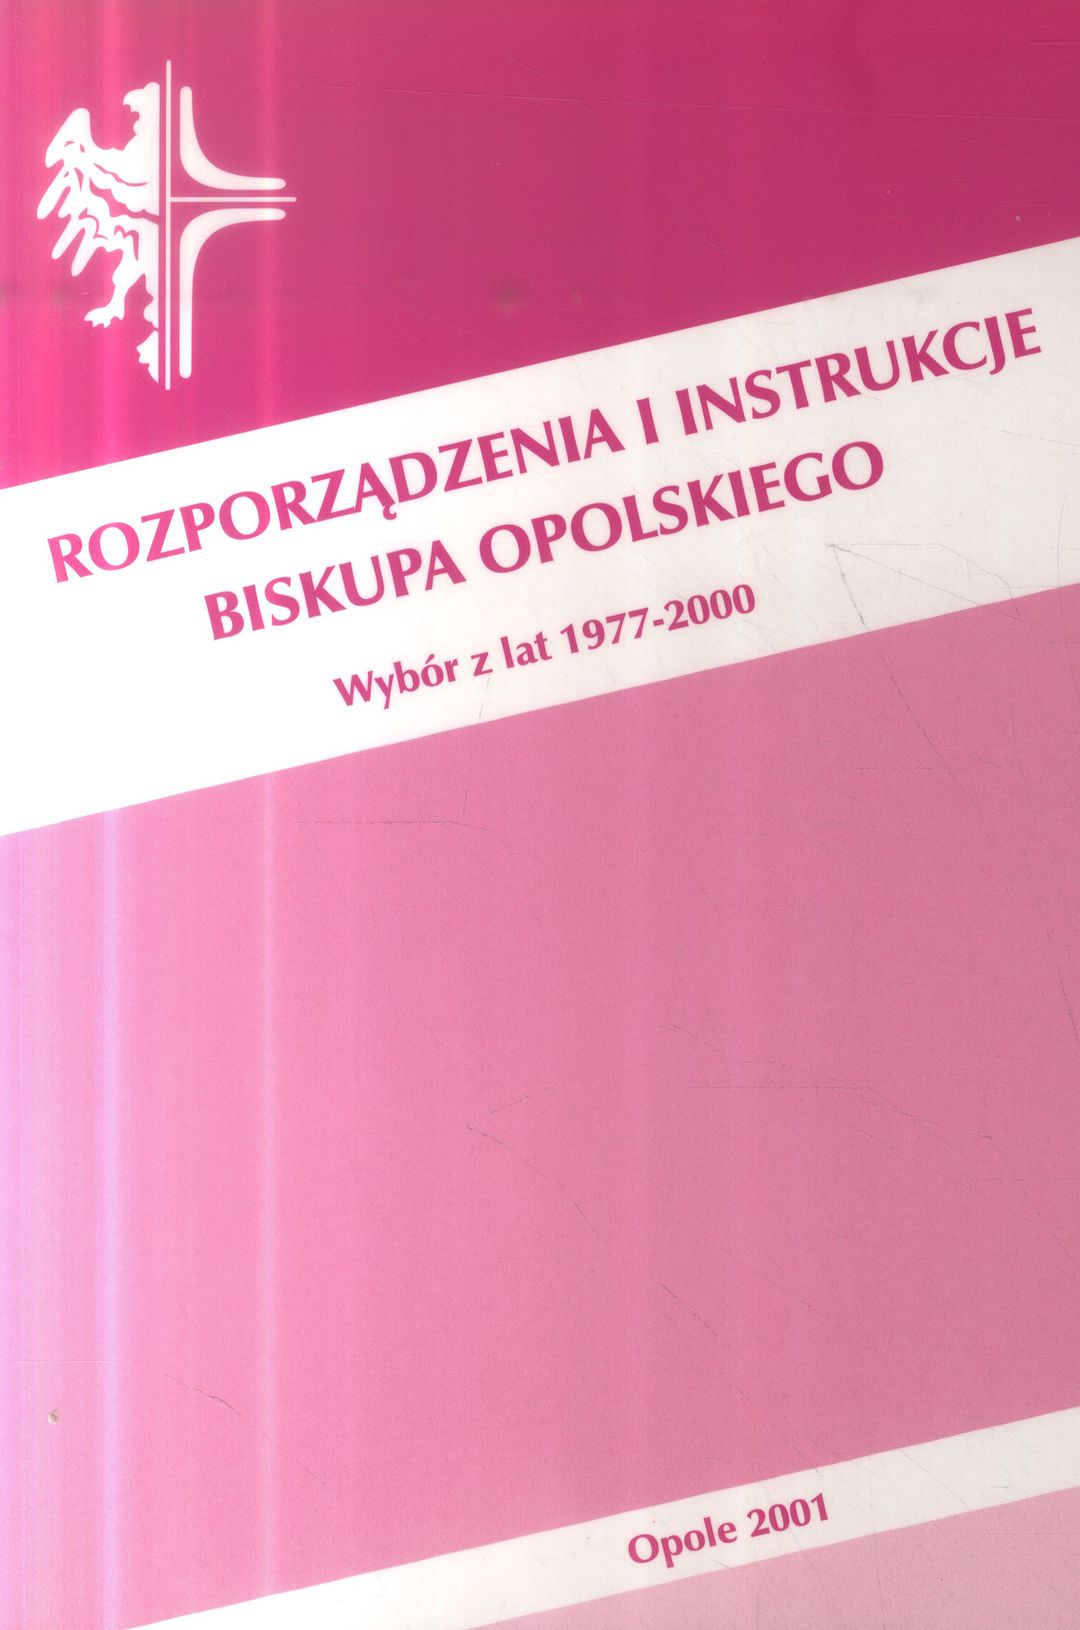 ROZPORZĄDZENIA I INSTRUKCJE
BISKUPA OPOLSKIEGO
Wybór z lat 1977-2000
Opole 2001